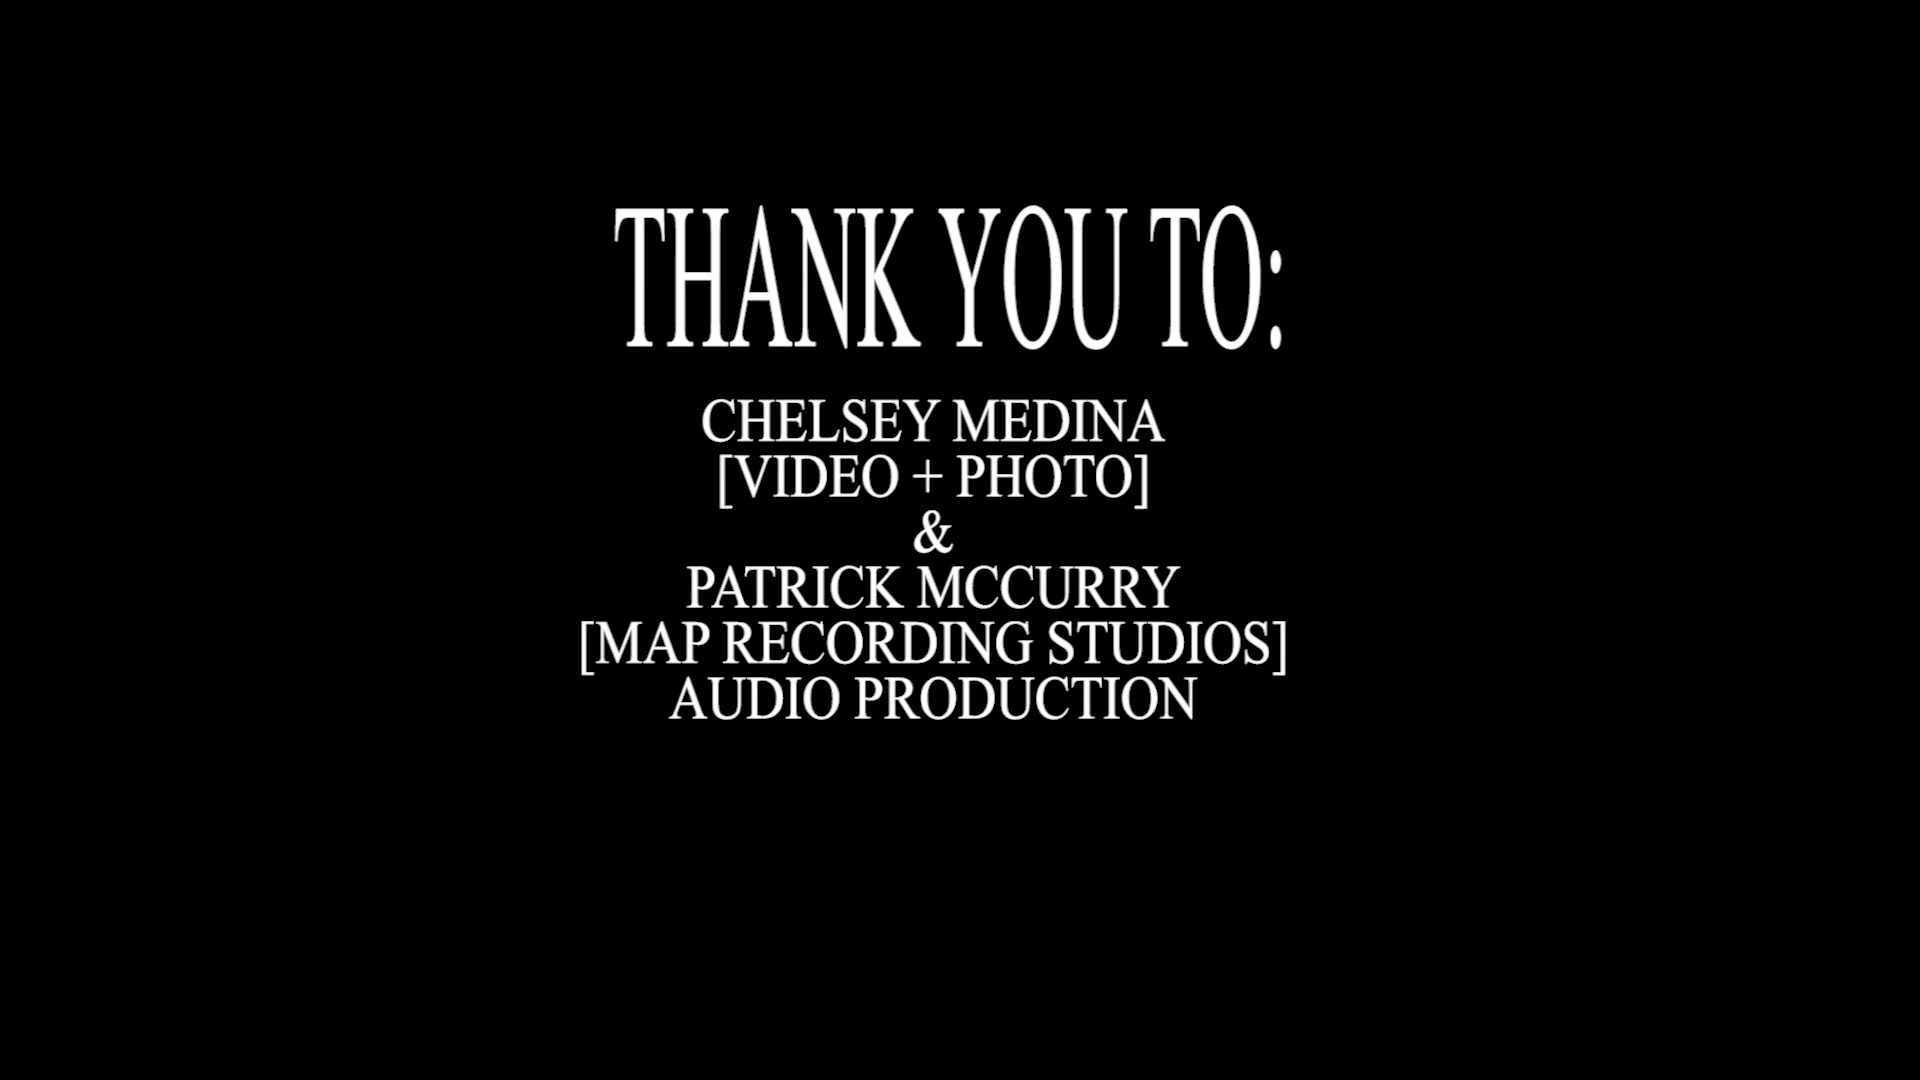 THANK YOU TO:
CHELSEY MEDINA
[VIDEO + PHOTO]
&
PATRICK MCCURRY
[MAP RECORDING STUDIOS]
AUDIO PRODUCTION